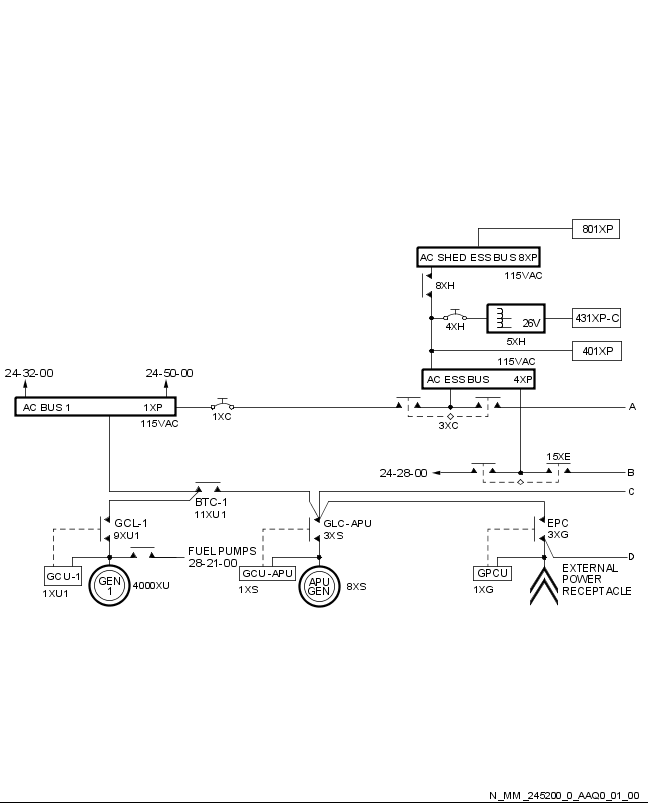 801XP
AC SHED ESS BUS 8XP
115VAC
8XH
4XH
26V
431XP-C
5XH
401XP
115VAC
24-32-00
24-50-00
AC ESS BUS 4XP
AC BUS 1 1XP
115VAC
1XC
3XC
A
15XE
24-28-00
B
BTC-1
11XU1
C
GCL-1
9XU1
GLC-APU
3XS
EPC
3XG
FUEL PUMPS
28-21-00
D
GCU-1
1XU1
GEN
1
4000XU
GCU-APU
1XS
APU
GEN
8XS
GPCU
1XG
EXTERNAL
POWER
RECEPTACLE
N_MM_245200_0_AAQ0_01_00